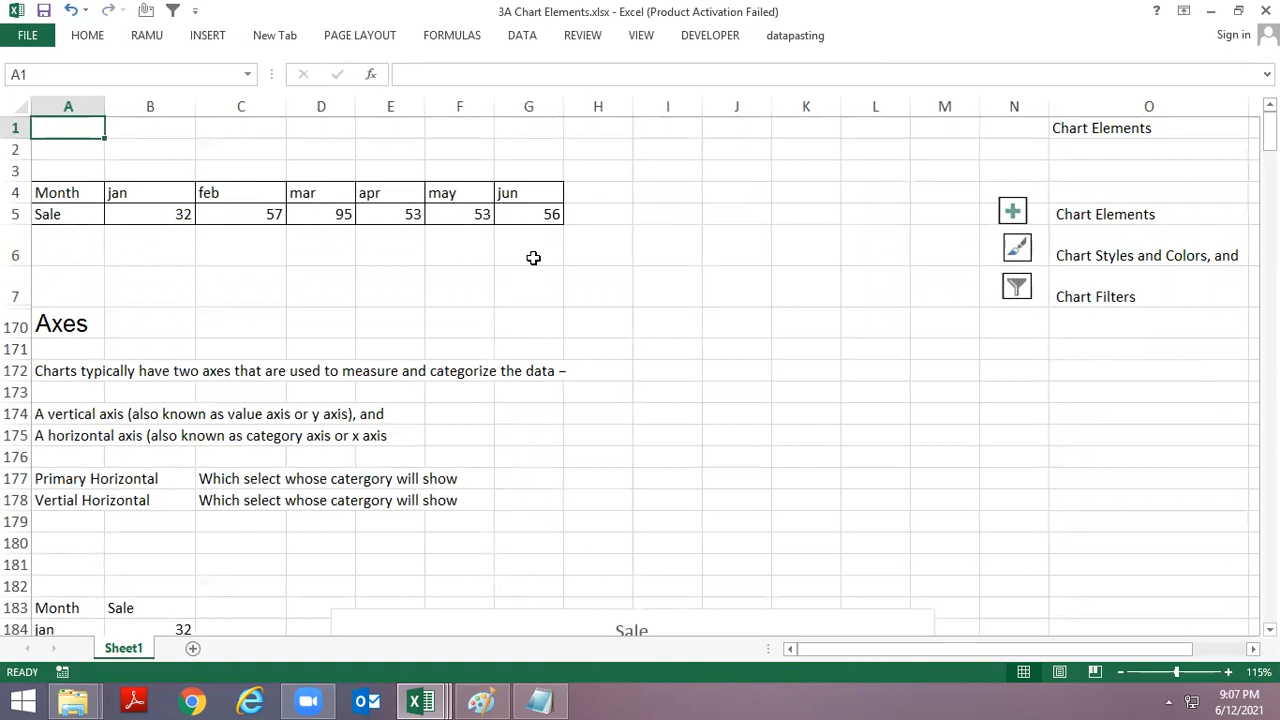 3A Chart Elements.xlsx - Excel (Product Activation Failed)
FILE HOME RAMU INSERT New Tab PAGE LAYOUT FORMULAS DATA REVIEW VIEW DEVELOPER datapasting Sign in
A1 fx
A B C D E F G H I J K L M N O
1 Chart Elements
2
3
4 Month jan feb mar apr may jun
5 Sale 32 57 95 53 53 56 Chart Elements
6 Chart Styles and Colors, and
7 Chart Filters
170 Axes
171
172 Charts typically have two axes that are used to measure and categorize the data –
173
174 A vertical axis (also known as value axis or y axis), and
175 A horizontal axis (also known as category axis or x axis
176
177 Primary Horizontal Which select whose catergory will show
178 Vertial Horizontal Which select whose catergory will show
179
180
181
182
183 Month Sale
184 jan 32 Sale
Sheet1
READY 115%
9:07 PM
6/12/2021